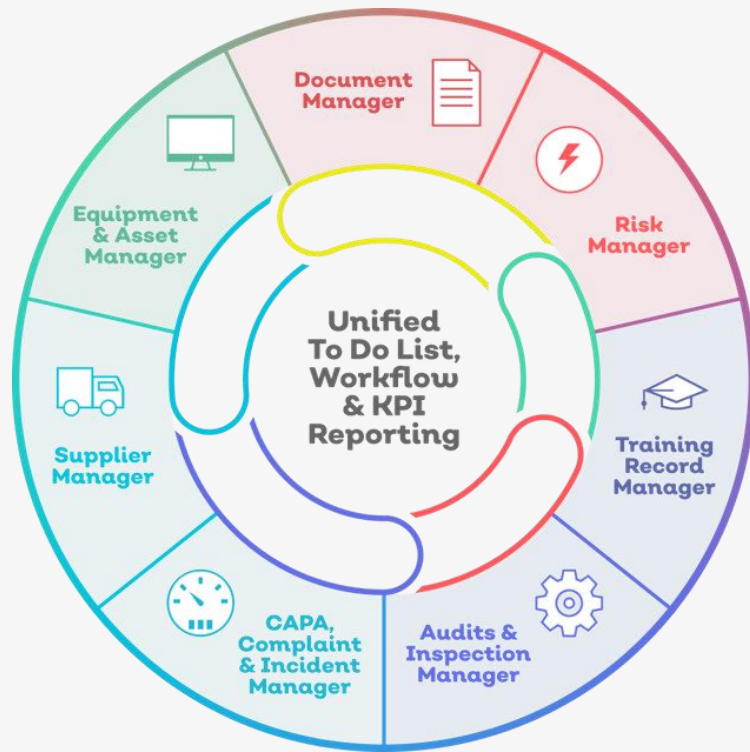 Document
Manager
Risk
Manager
Training
Record
Manager
Audits &
Inspection
Manager
CAPA,
Complaint
& Incident
Manager
Supplier
Manager
Equipment
& Asset
Manager
Unified
To Do List,
Workflow
& KPI
Reporting